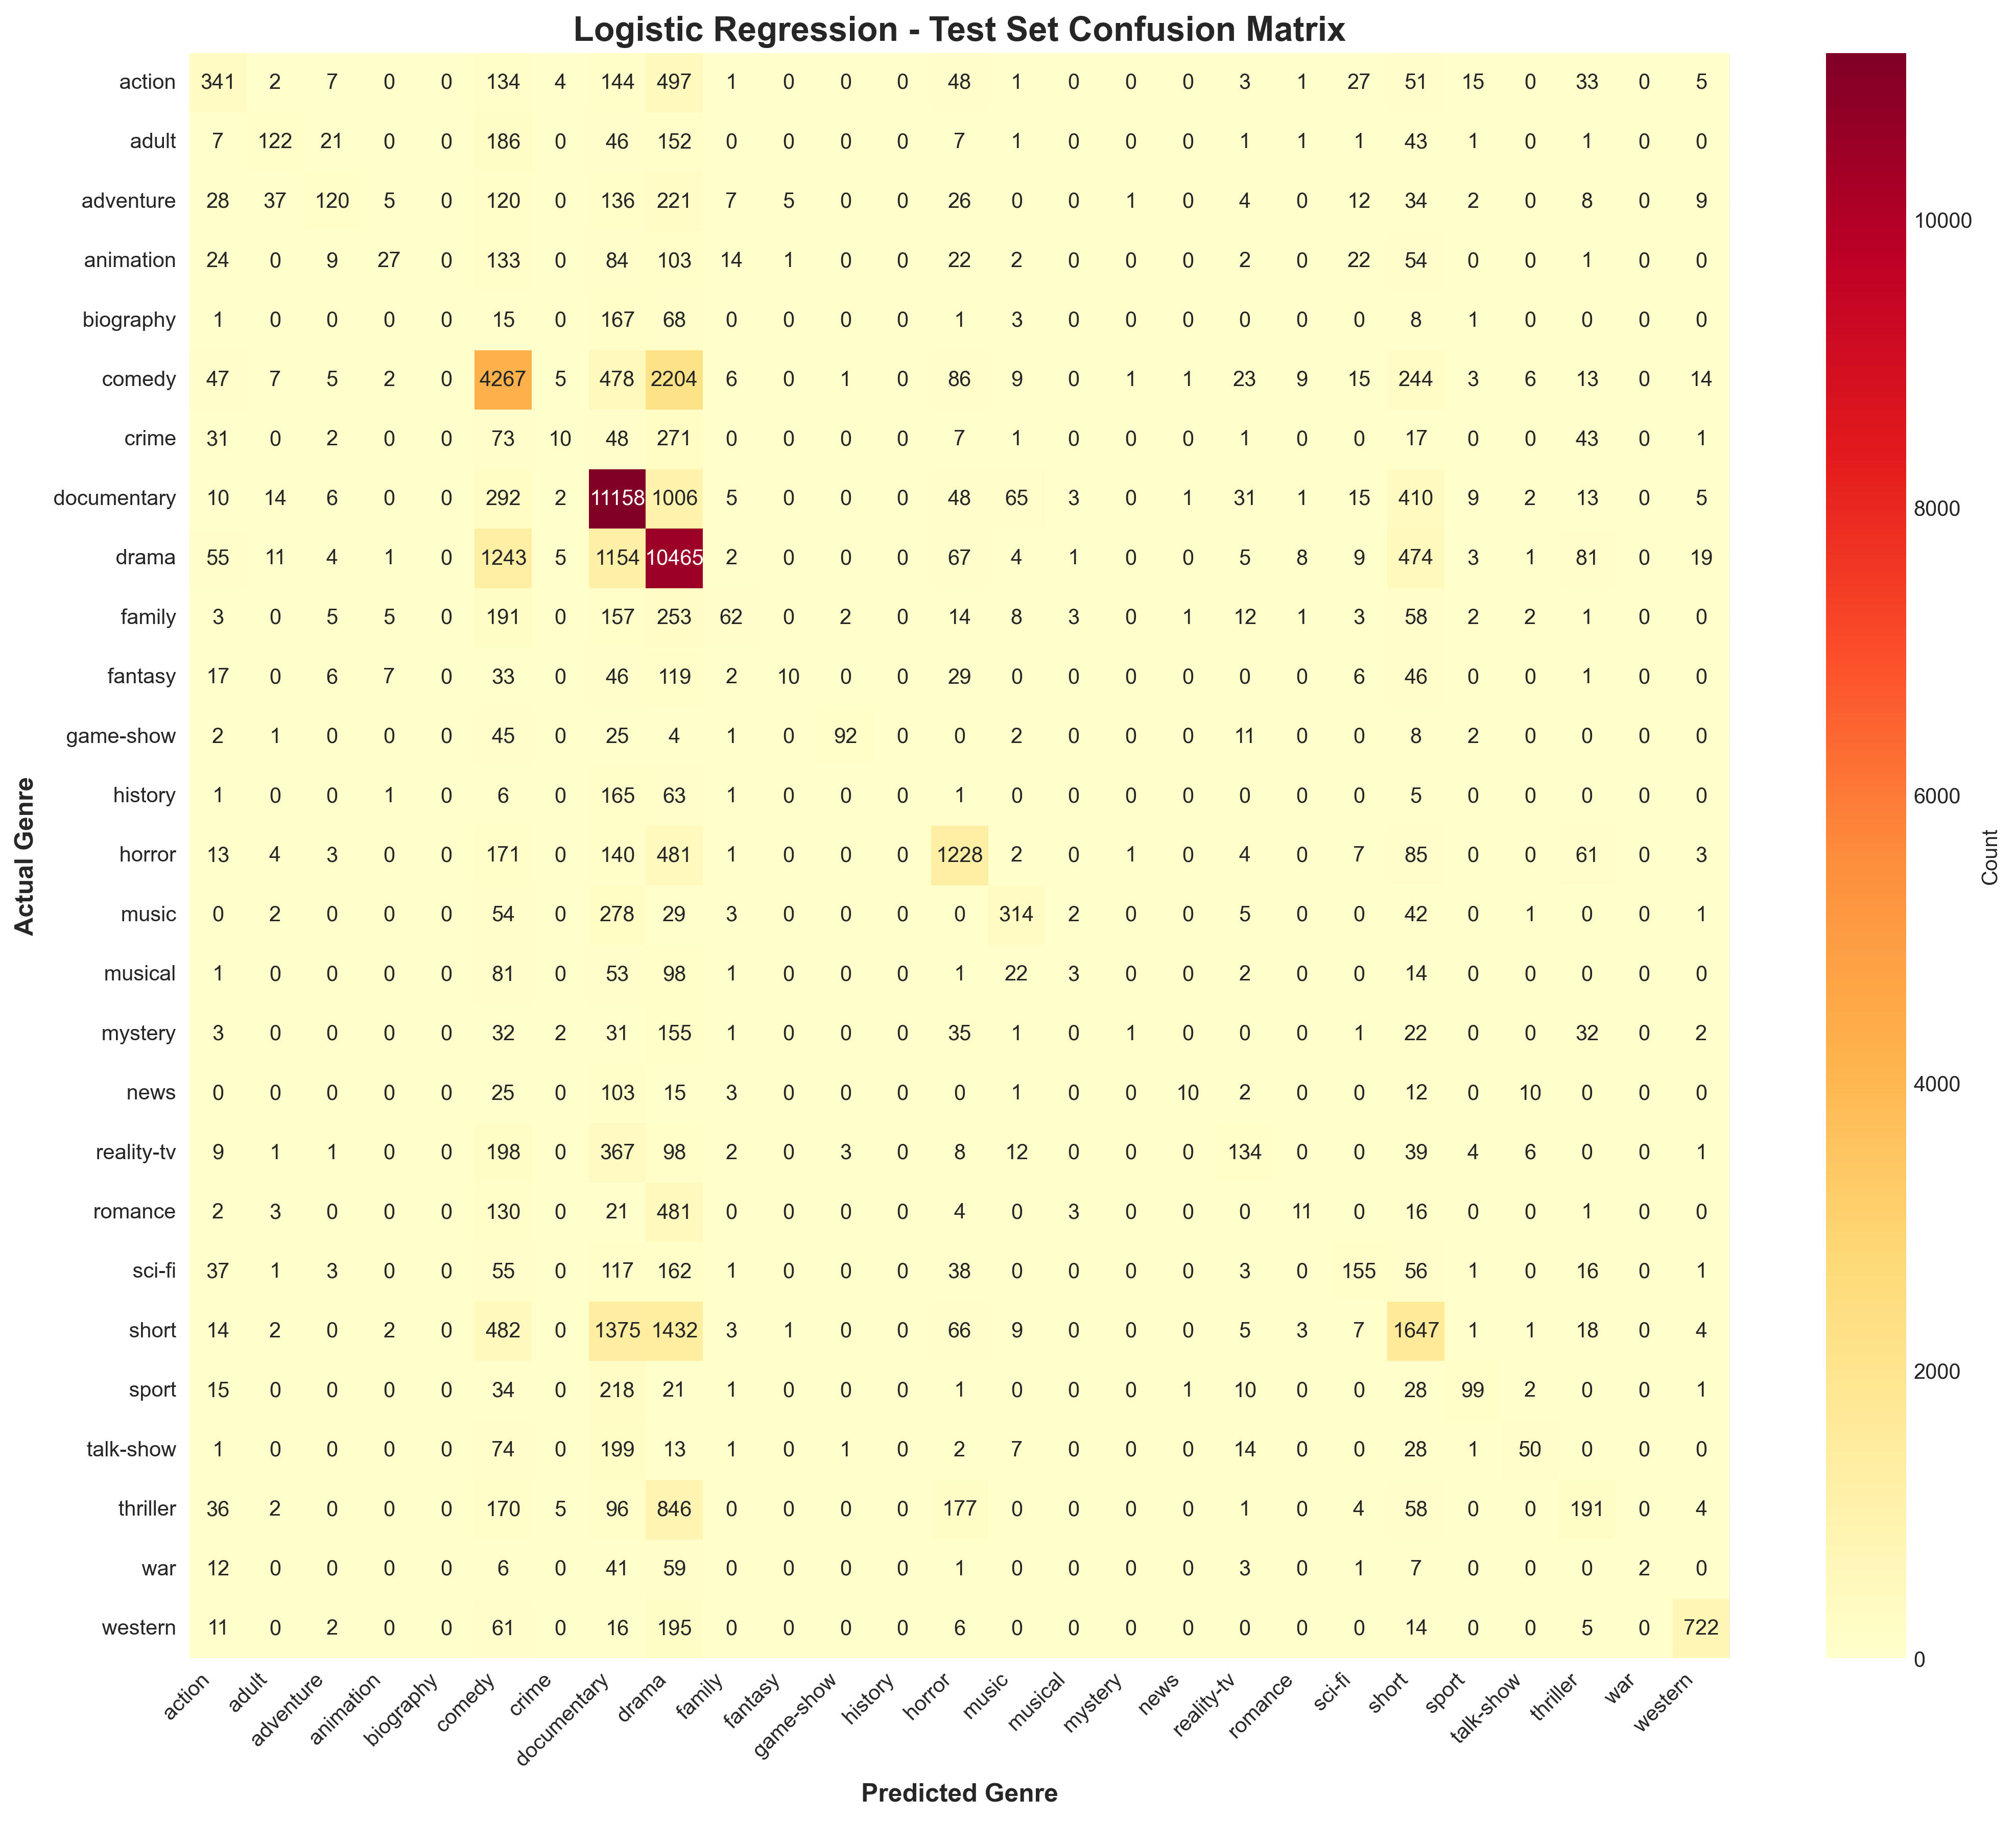 Logistic Regression - Test Set Confusion Matrix
action 341 2 7 0 0 134 4 144 497 1 0 0 0 48 1 0 0 0 3 1 27 51 15 0 33 0 5
adult 7 122 21 0 0 186 0 46 152 0 0 0 0 7 1 0 0 0 1 1 1 43 1 0 1 0 0
adventure 28 37 120 5 0 120 0 136 221 7 5 0 0 26 0 0 1 0 4 0 12 34 2 0 8 0 9
animation 24 0 9 27 0 133 0 84 103 14 1 0 0 22 2 0 0 0 2 0 22 54 0 0 1 0 0
biography 1 0 0 0 0 15 0 167 68 0 0 0 0 1 3 0 0 0 0 0 0 8 1 0 0 0 0
comedy 47 7 5 2 0 4267 5 478 2204 6 0 1 0 86 9 0 1 1 23 9 15 244 3 6 13 0 14
crime 31 0 2 0 0 73 10 48 271 0 0 0 0 7 1 0 0 0 1 0 0 17 0 0 43 0 1
documentary 10 14 6 0 0 292 2 11158 1006 5 0 0 0 48 65 3 0 1 31 1 15 410 9 2 13 0 5
drama 55 11 4 1 0 1243 5 1154 10465 2 0 0 0 67 4 1 0 0 5 8 9 474 3 1 81 0 19
family 3 0 5 5 0 191 0 157 253 62 0 2 0 14 8 3 0 1 12 1 3 58 2 2 1 0 0
fantasy 17 0 6 7 0 33 0 46 119 2 10 0 0 29 0 0 0 0 0 0 6 46 0 0 1 0 0
game-show 2 1 0 0 0 45 0 25 4 1 0 92 0 0 2 0 0 0 11 0 0 8 2 0 0 0 0
history 1 0 0 1 0 6 0 165 63 1 0 0 0 1 0 0 0 0 0 0 0 5 0 0 0 0 0
horror 13 4 3 0 0 171 0 140 481 1 0 0 0 1228 2 0 1 0 4 0 7 85 0 0 61 0 3
music 0 2 0 0 0 54 0 278 29 3 0 0 0 0 314 2 0 0 5 0 0 42 0 1 0 0 1
musical 1 0 0 0 0 81 0 53 98 1 0 0 0 1 22 3 0 0 2 0 0 14 0 0 0 0 0
mystery 3 0 0 0 0 32 2 31 155 1 0 0 0 35 1 0 1 0 0 0 1 22 0 0 32 0 2
news 0 0 0 0 0 25 0 103 15 3 0 0 0 0 1 0 0 10 2 0 0 12 0 10 0 0 0
reality-tv 9 1 1 0 0 198 0 367 98 2 0 3 0 8 12 0 0 0 134 0 0 39 4 6 0 0 1
romance 2 3 0 0 0 130 0 21 481 0 0 0 0 4 0 3 0 0 0 11 0 16 0 0 1 0 0
sci-fi 37 1 3 0 0 55 0 117 162 1 0 0 0 38 0 0 0 0 3 0 155 56 1 0 16 0 1
short 14 2 0 2 0 482 0 1375 1432 3 1 0 0 66 9 0 0 0 5 3 7 1647 1 1 18 0 4
sport 15 0 0 0 0 34 0 218 21 1 0 0 0 1 0 0 0 1 10 0 0 28 99 2 0 0 1
talk-show 1 0 0 0 0 74 0 199 13 1 0 1 0 2 7 0 0 0 14 0 0 28 1 50 0 0 0
thriller 36 2 0 0 0 170 5 96 846 0 0 0 0 177 0 0 0 0 1 0 4 58 0 0 191 0 4
war 12 0 0 0 0 6 0 41 59 0 0 0 0 1 0 0 0 0 3 0 1 7 0 0 0 2 0
western 11 0 2 0 0 61 0 16 195 0 0 0 0 6 0 0 0 0 0 0 0 14 0 0 5 0 722
action adult adventure animation biography comedy crime documentary drama family fantasy game-show history horror music musical mystery news reality-tv romance sci-fi short sport talk-show thriller war western
Predicted Genre
Actual Genre
10000
8000
6000
4000
2000
0
Count